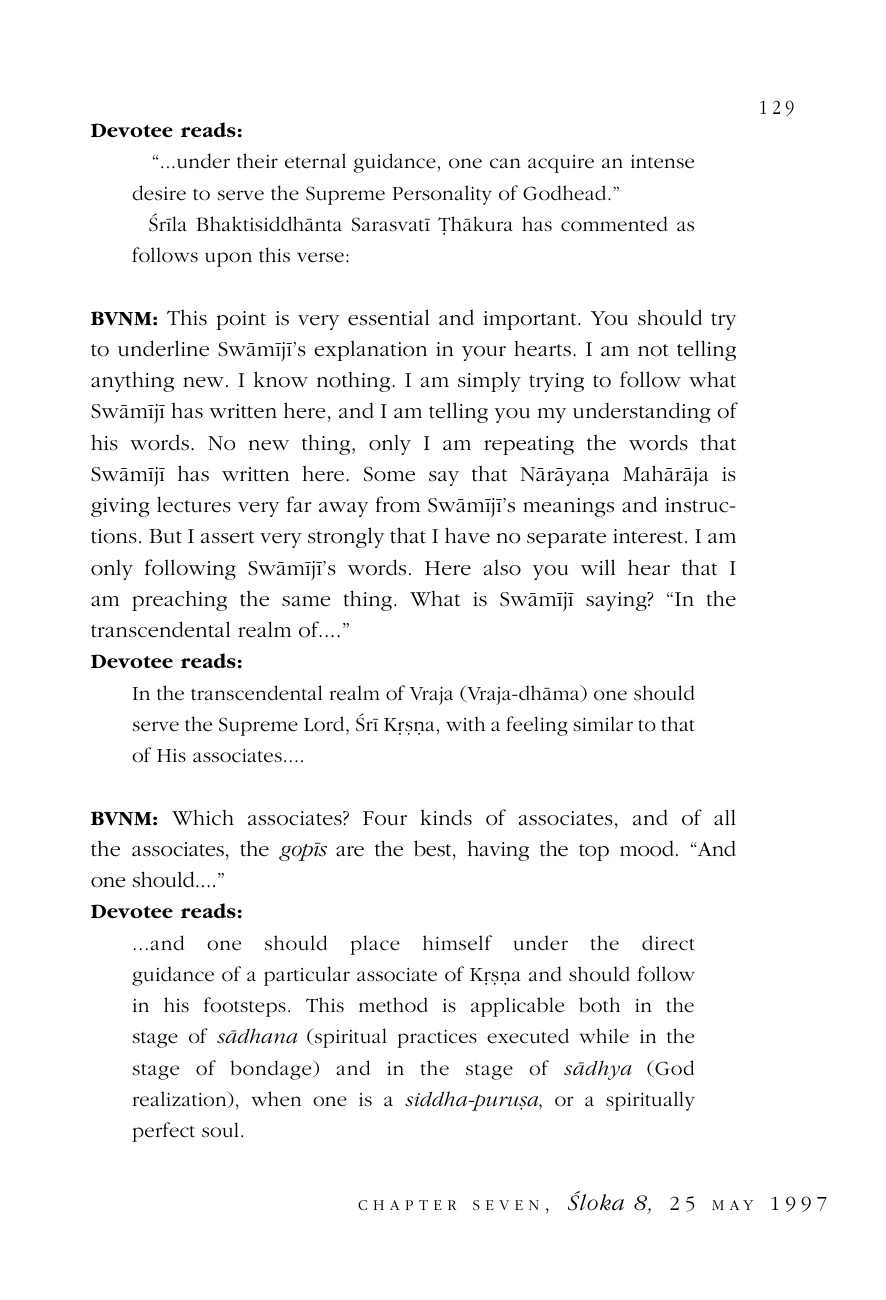 129
Devotee reads:
“...under their eternal guidance, one can acquire an intense
desire to serve the Supreme Personality of Godhead.”
Śrīla Bhaktisiddhānta Sarasvatī Ṭhākura has commented as
follows upon this verse:
BVNM: This point is very essential and important. You should try
to underline Swāmījī’s explanation in your hearts. I am not telling
anything new. I know nothing. I am simply trying to follow what
Swāmījī has written here, and I am telling you my understanding of
his words. No new thing, only I am repeating the words that
Swāmījī has written here. Some say that Nārāyaṇa Mahārāja is
giving lectures very far away from Swāmījī’s meanings and instruc-
tions. But I assert very strongly that I have no separate interest. I am
only following Swāmījī’s words. Here also you will hear that I
am preaching the same thing. What is Swāmījī saying? “In the
transcendental realm of....”
Devotee reads:
In the transcendental realm of Vraja (Vraja-dhāma) one should
serve the Supreme Lord, Śrī Kṛṣṇa, with a feeling similar to that
of His associates....
BVNM: Which associates? Four kinds of associates, and of all
the associates, the gopīs are the best, having the top mood. “And
one should....”
Devotee reads:
...and one should place himself under the direct
guidance of a particular associate of Kṛṣṇa and should follow
in his footsteps. This method is applicable both in the
stage of sādhana (spiritual practices executed while in the
stage of bondage) and in the stage of sādhya (God
realization), when one is a siddha-puruṣa, or a spiritually
perfect soul.
CHAPTER SEVEN, Śloka 8, 25 MAY 1997